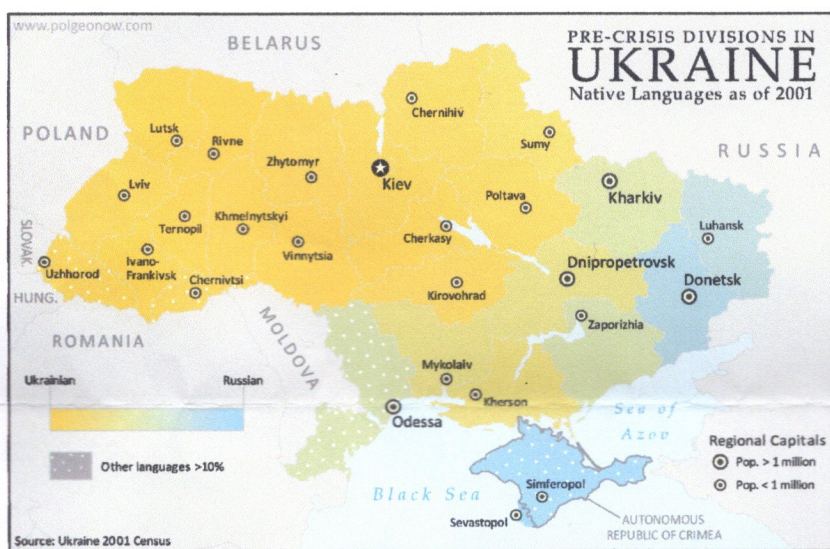 www.polgeonow.com
PRE-CRISIS DIVISIONS IN
UKRAINE
Native Languages as of 2001
BELARUS
POLAND
RUSSIA
SLOVAK.
HUNG.
ROMANIA
MOLDOVA
Chernihiv
Lutsk
Rivne
Sumy
Zhytomyr
Kiev
Lviv
Kharkiv
Poltava
Ternopil
Khmelnytskyi
Cherkasy
Luhansk
Uzhhorod
Ivano-
Frankivsk
Vinnytsia
Chernivtsi
Dnipropetrovsk
Kirovohrad
Donetsk
Zaporizhia
Mykolaiv
Kherson
Odessa
Sea of
Azov
Black Sea
Simferopol
Sevastopol
AUTONOMOUS
REPUBLIC OF CRIMEA
Ukrainian
Russian
Other languages >10%
Regional Capitals
Pop. > 1 million
Pop. < 1 million
Source: Ukraine 2001 Census